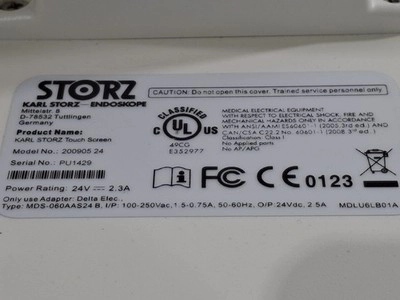 STORZ
KARL STORZ—ENDOSKOPE
Mittelstr. 8
D-78532 Tuttlingen
Germany
Product Name:
KARL STORZ Touch Screen
Model No.: 200905 24
Serial No.: PU1429
Power Rating: 24V 2.3A
Only use Adapter: Delta Elec.,
Type: MDS-060AAS24 B, I/P: 100-250Vac, 1.5-0.75A, 50-60Hz, O/P:24Vdc, 2.5A
CAUTION: Do not open this cover. Trained service personnel only.
CLASSIFIED
C UL US
49CG
E352977
MEDICAL ELECTRICAL EQUIPMENT
WITH RESPECT TO ELECTRIC SHOCK,
FIRE AND MECHANICAL HAZARDS ONLY
IN ACCORDANCE
WITH ANSI/AAMI ES60601-1 (2005,3rd ed.) AND
CAN/CSA C22.2 No. 60601-1 (2008,3rd ed.)
Classification: Class I
No Applied parts
No AP/APG
FC CE 0123
MDLU6LB01A